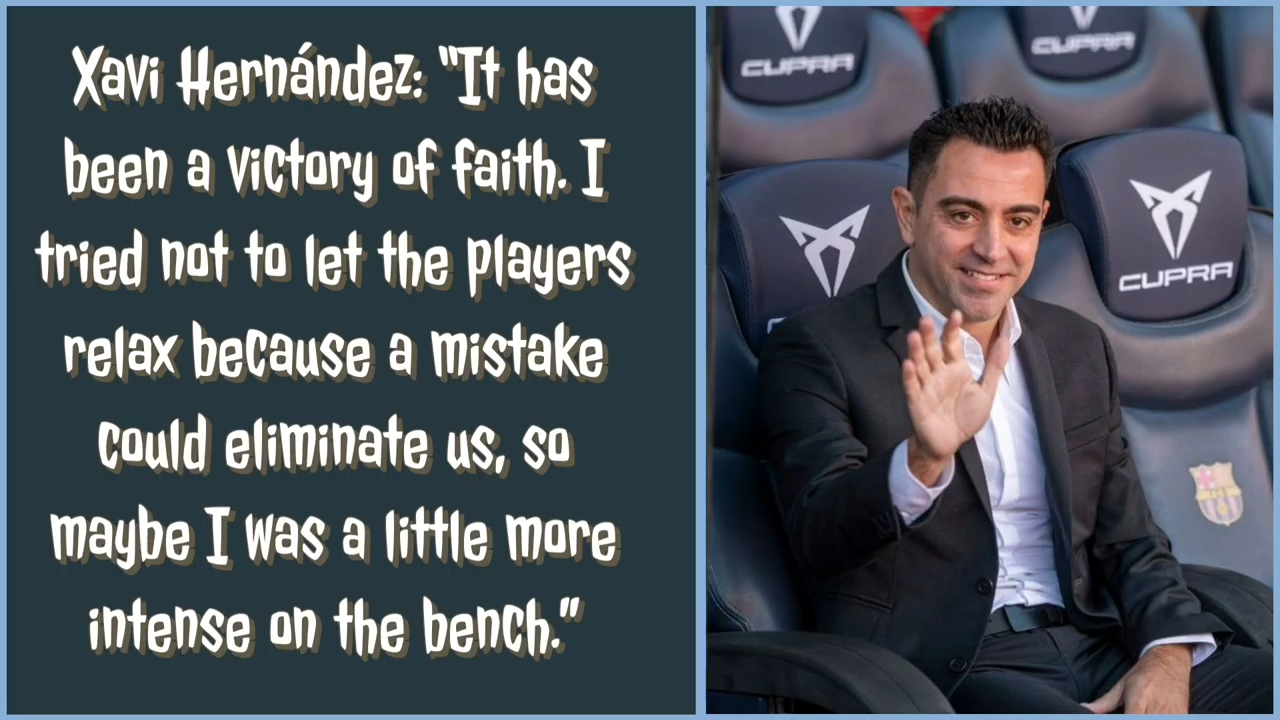 Xavi Hernández: "It has
been a victory of faith. I
tried not to let the players
relax because a mistake
could eliminate us, so
maybe I was a little more
intense on the bench."
CUPRA
CUPRA
CUPRA